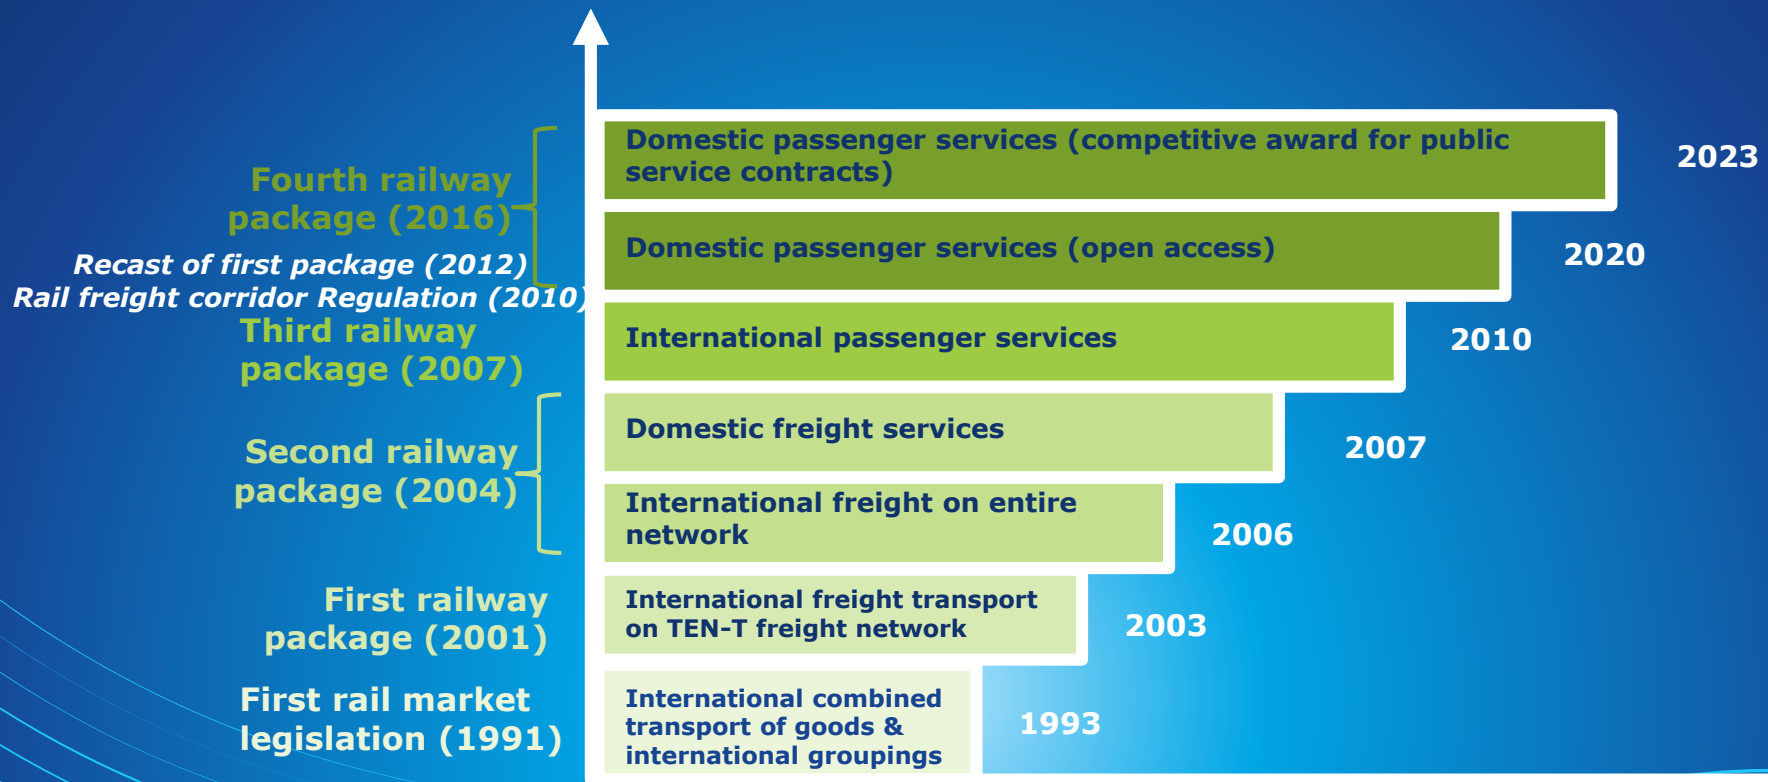 Domestic passenger services (competitive award for public
service contracts)
2023
Fourth railway
package (2016)
Domestic passenger services (open access)
2020
Recast of first package (2012)
Rail freight corridor Regulation (2010)
Third railway
package (2007)
International passenger services
2010
Domestic freight services
2007
Second railway
package (2004)
International freight on entire
network
2006
First railway
package (2001)
International freight transport
on TEN-T freight network
2003
First rail market
legislation (1991)
International combined
transport of goods &
international groupings
1993